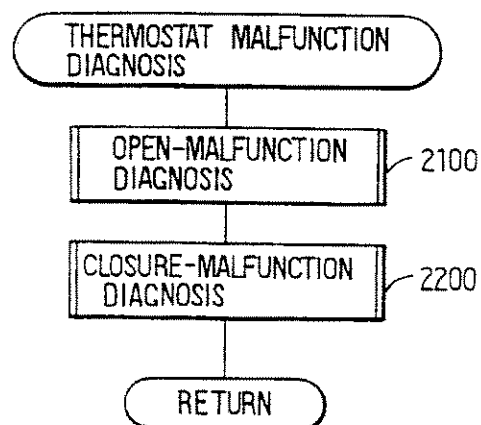 THERMOSTAT MALFUNCTION
DIAGNOSIS
OPEN-MALFUNCTION
DIAGNOSIS
2100
CLOSURE-MALFUNCTION
DIAGNOSIS
2200
RETURN